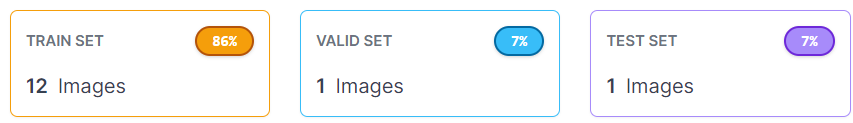 TRAIN SET 86%
12 Images
VALID SET 7%
1 Images
TEST SET 7%
1 Images